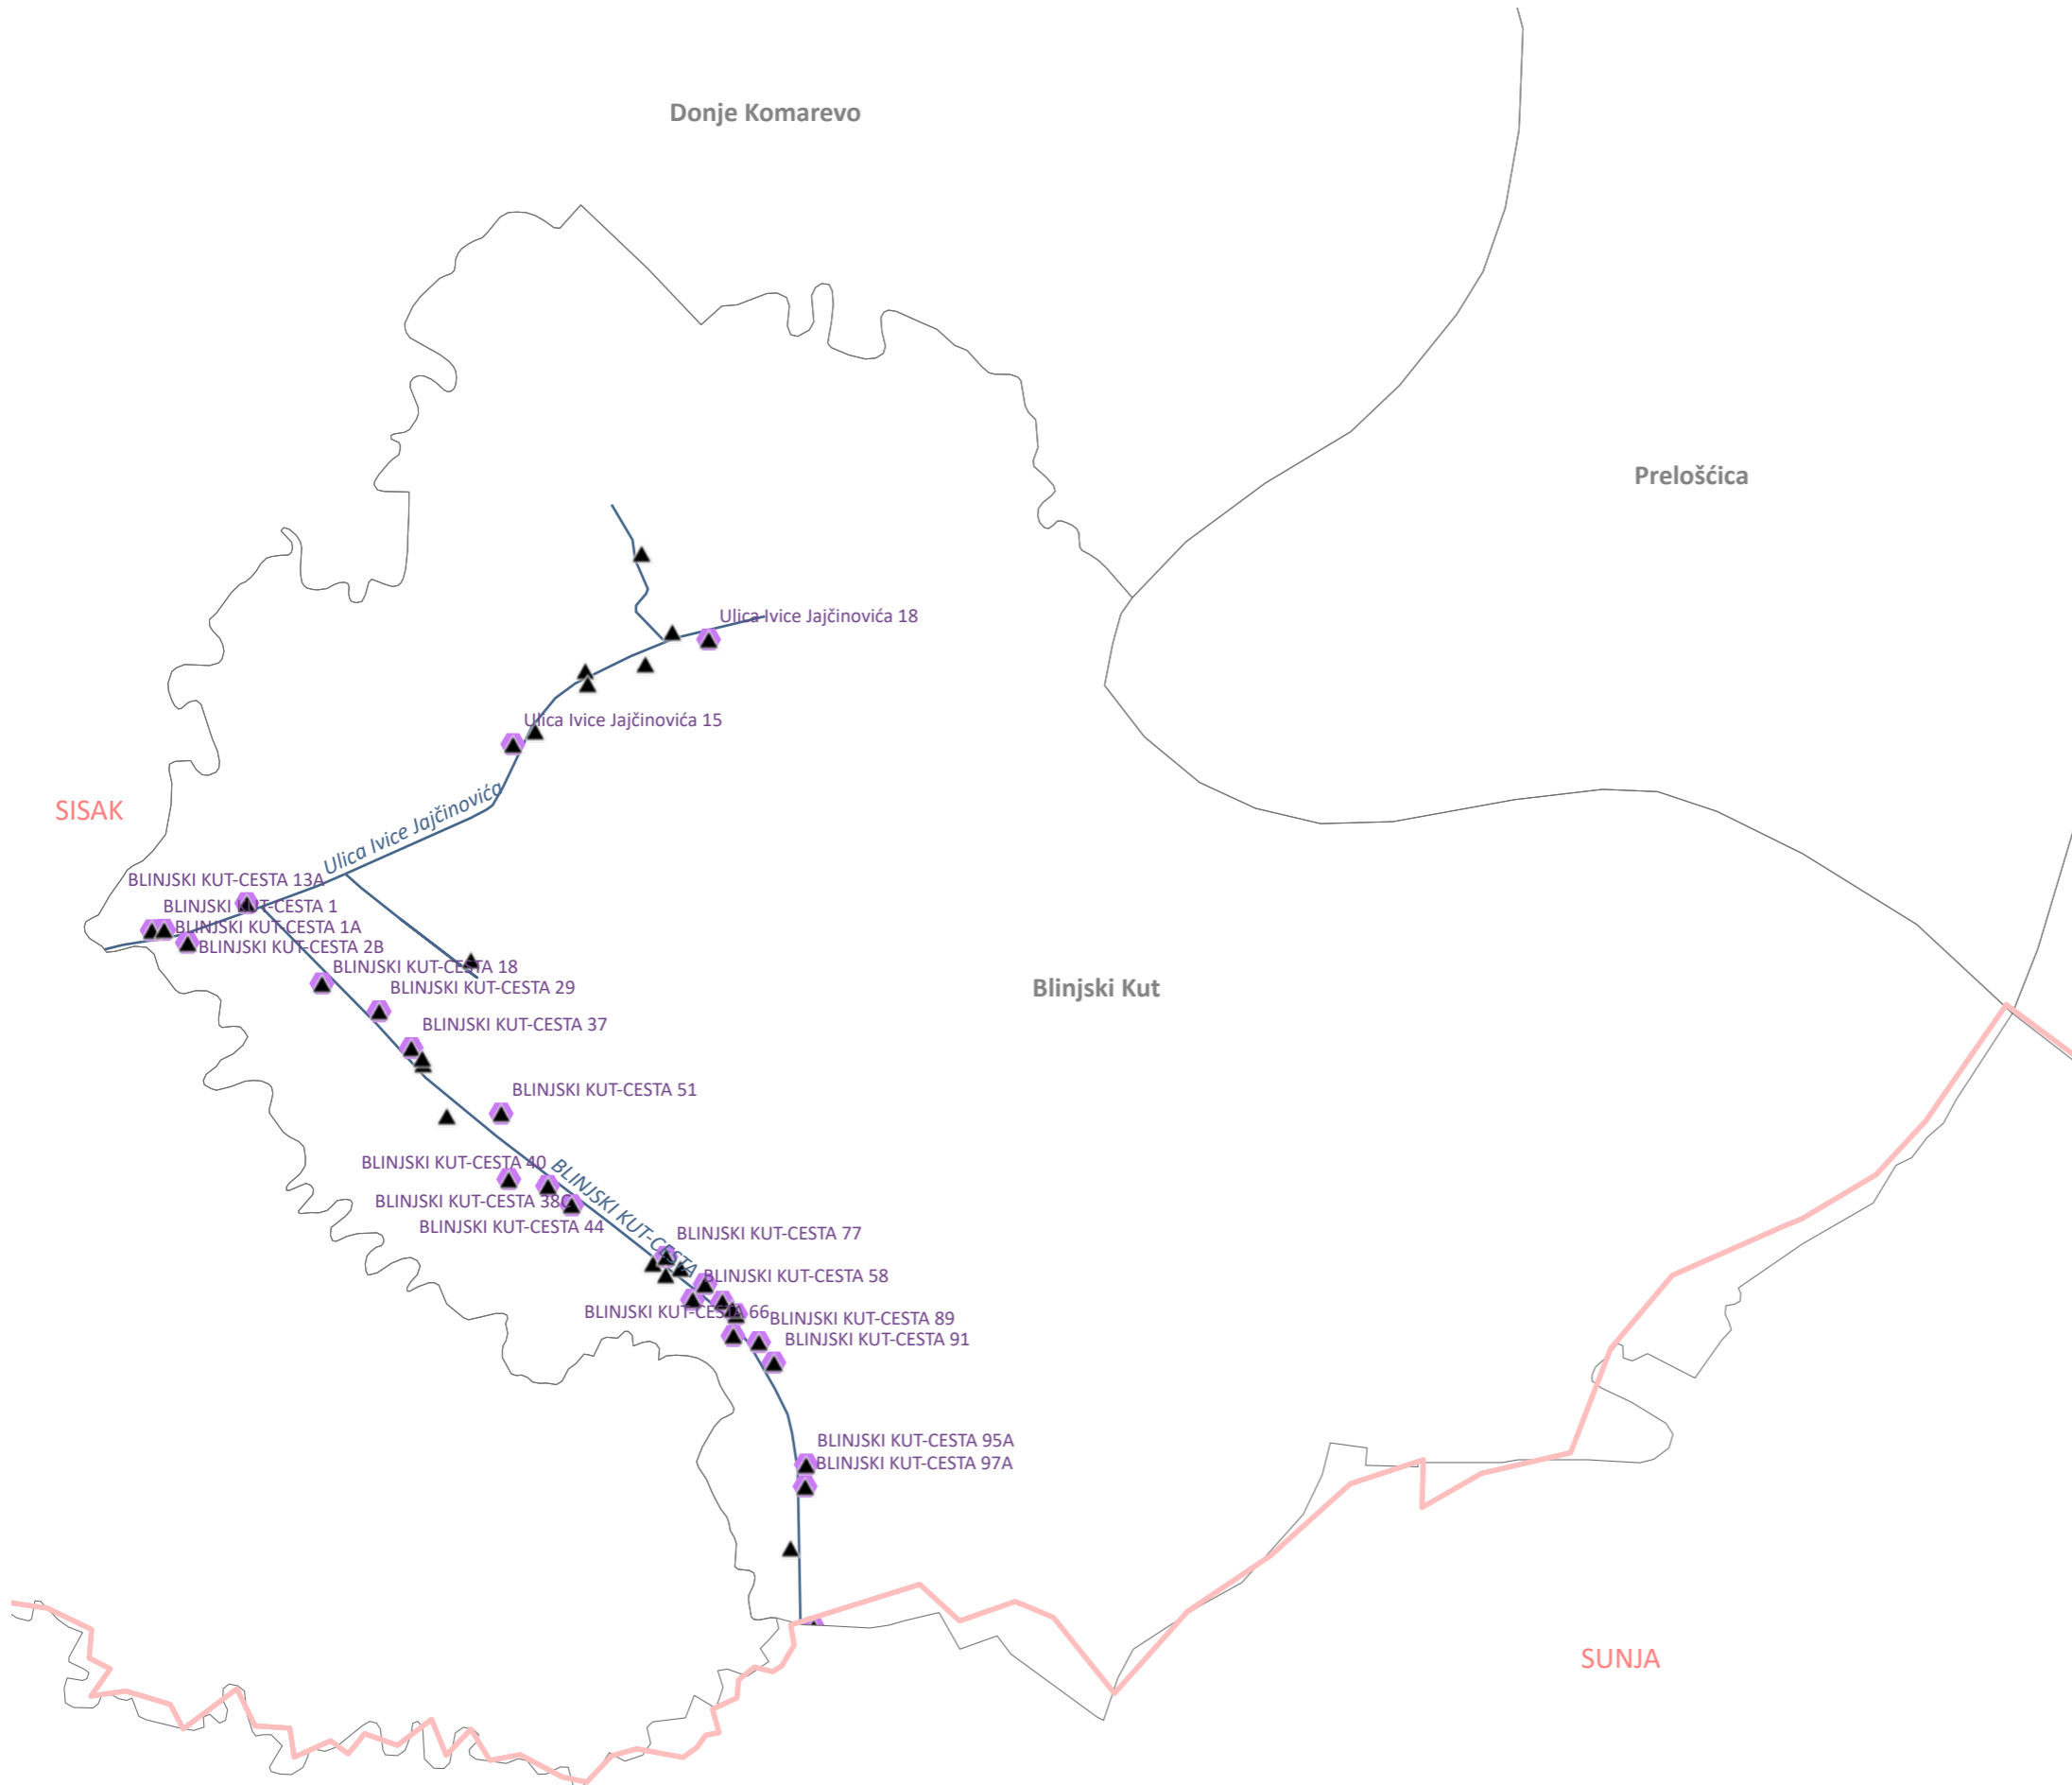 Donje Komarevo
Prelošćica
Ulica Ivice Jajčinovića 18
Ulica Ivice Jajčinovića 15
SISAK
Ulica Ivice Jajčinovića
BLINJSKI KUT-CESTA 13A
BLINJSKI KUT-CESTA 1
BLINJSKI KUT-CESTA 1A
BLINJSKI KUT-CESTA 2B
BLINJSKI KUT-CESTA 18
BLINJSKI KUT-CESTA 29
Blinjski Kut
BLINJSKI KUT-CESTA 37
BLINJSKI KUT-CESTA 51
BLINJSKI KUT-CESTA 40
BLINJSKI KUT-CESTA
BLINJSKI KUT-CESTA 38C
BLINJSKI KUT-CESTA 44
BLINJSKI KUT-CESTA 77
BLINJSKI KUT-CESTA 58
BLINJSKI KUT-CESTA 66
BLINJSKI KUT-CESTA 89
BLINJSKI KUT-CESTA 91
BLINJSKI KUT-CESTA 95A
BLINJSKI KUT-CESTA 97A
SUNJA